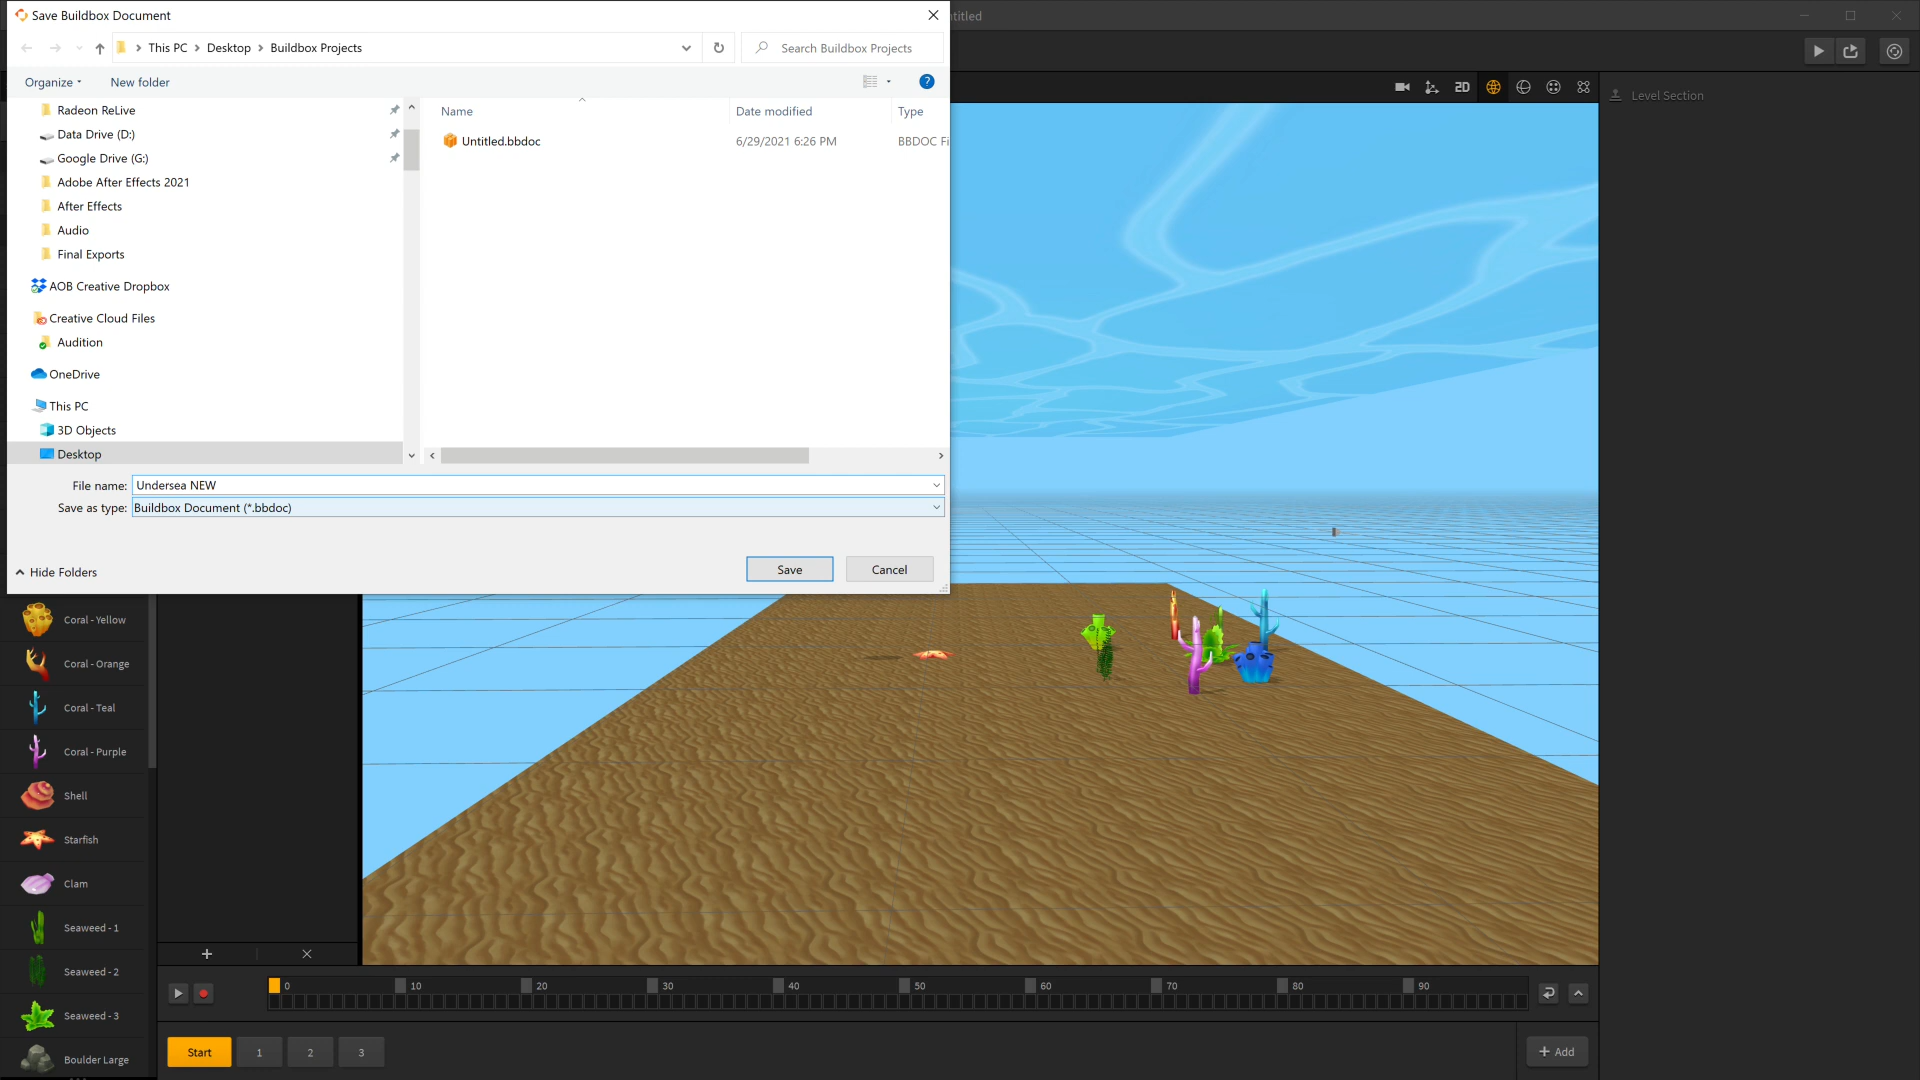 Save Buildbox Document
This PC
Desktop
Buildbox Projects
Search Buildbox Projects
Organize
New folder
?
Radeon ReLive
Data Drive (D:)
Google Drive (G:)
Adobe After Effects 2021
After Effects
Audio
Final Exports
AOB Creative Dropbox
Creative Cloud Files
Audition
OneDrive
This PC
3D Objects
Desktop
Name
Date modified
Type
Untitled.bbdoc
6/29/2021 6:26 PM
BBDOC Fi
File name:
Undersea NEW
Save as type:
Buildbox Document (*.bbdoc)
Hide Folders
Save
Cancel
titled
2D
Level Section
Coral - Yellow
Coral - Orange
Coral - Teal
Coral - Purple
Shell
Starfish
Clam
Seaweed - 1
Seaweed - 2
Seaweed - 3
Boulder Large
0
10
20
30
40
50
60
70
80
90
Start
1
2
3
+ Add